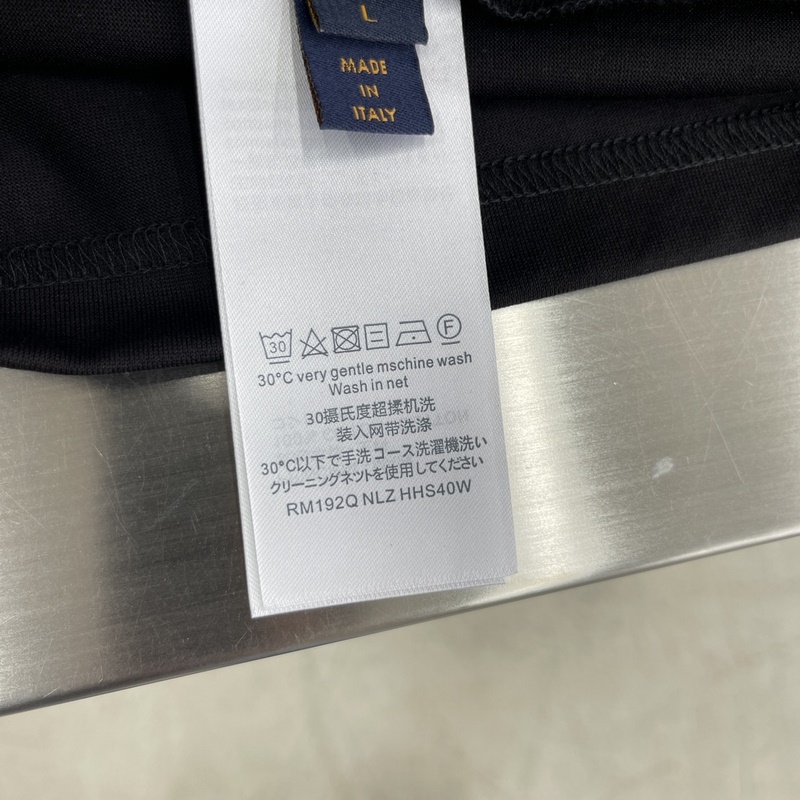 L
MADE
IN
ITALY
30
F
30°C very gentle mschine wash
Wash in net
30摄氏度超揉机洗
装入网带洗涤
30°C以下で手洗コース洗濯機洗い
クリーニングネットを使用してください
RM192Q NLZ HHS40W